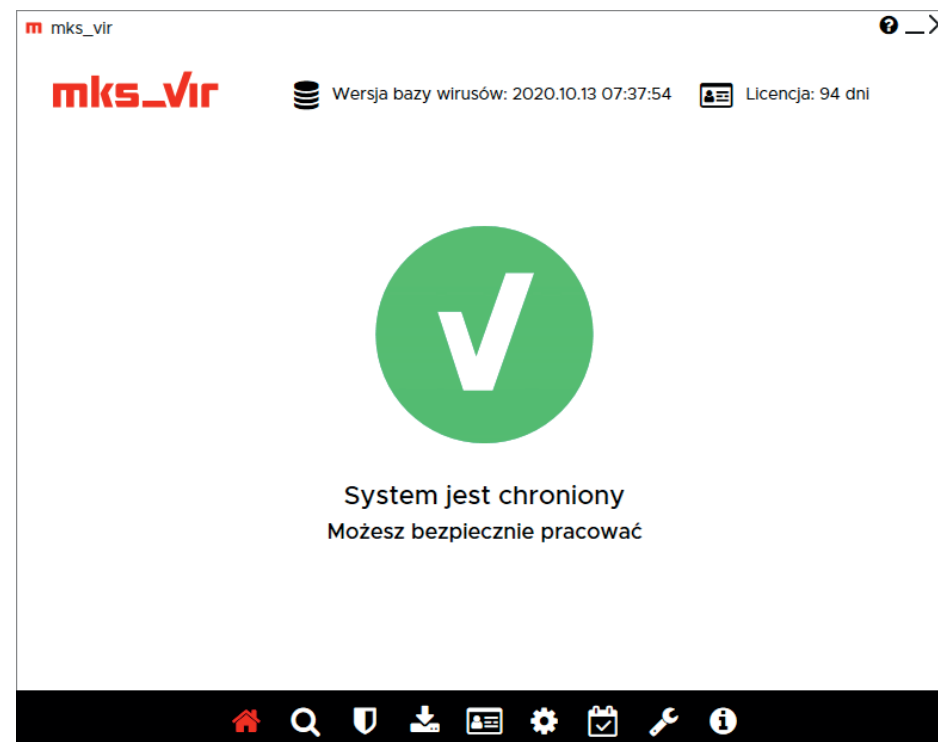 mks_vir
mks_vir
Wersja bazy wirusów: 2020.10.13 07:37:54
Licencja: 94 dni
System jest chroniony
Możesz bezpiecznie pracować